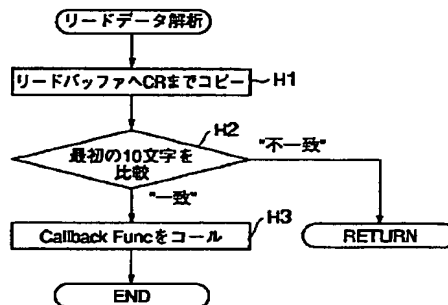 リードデータ解析
リードバッファへCRまでコピー
H1
H2
最初の10文字を
比較
"不一致"
"一致"
H3
Callback Funcをコール
RETURN
END